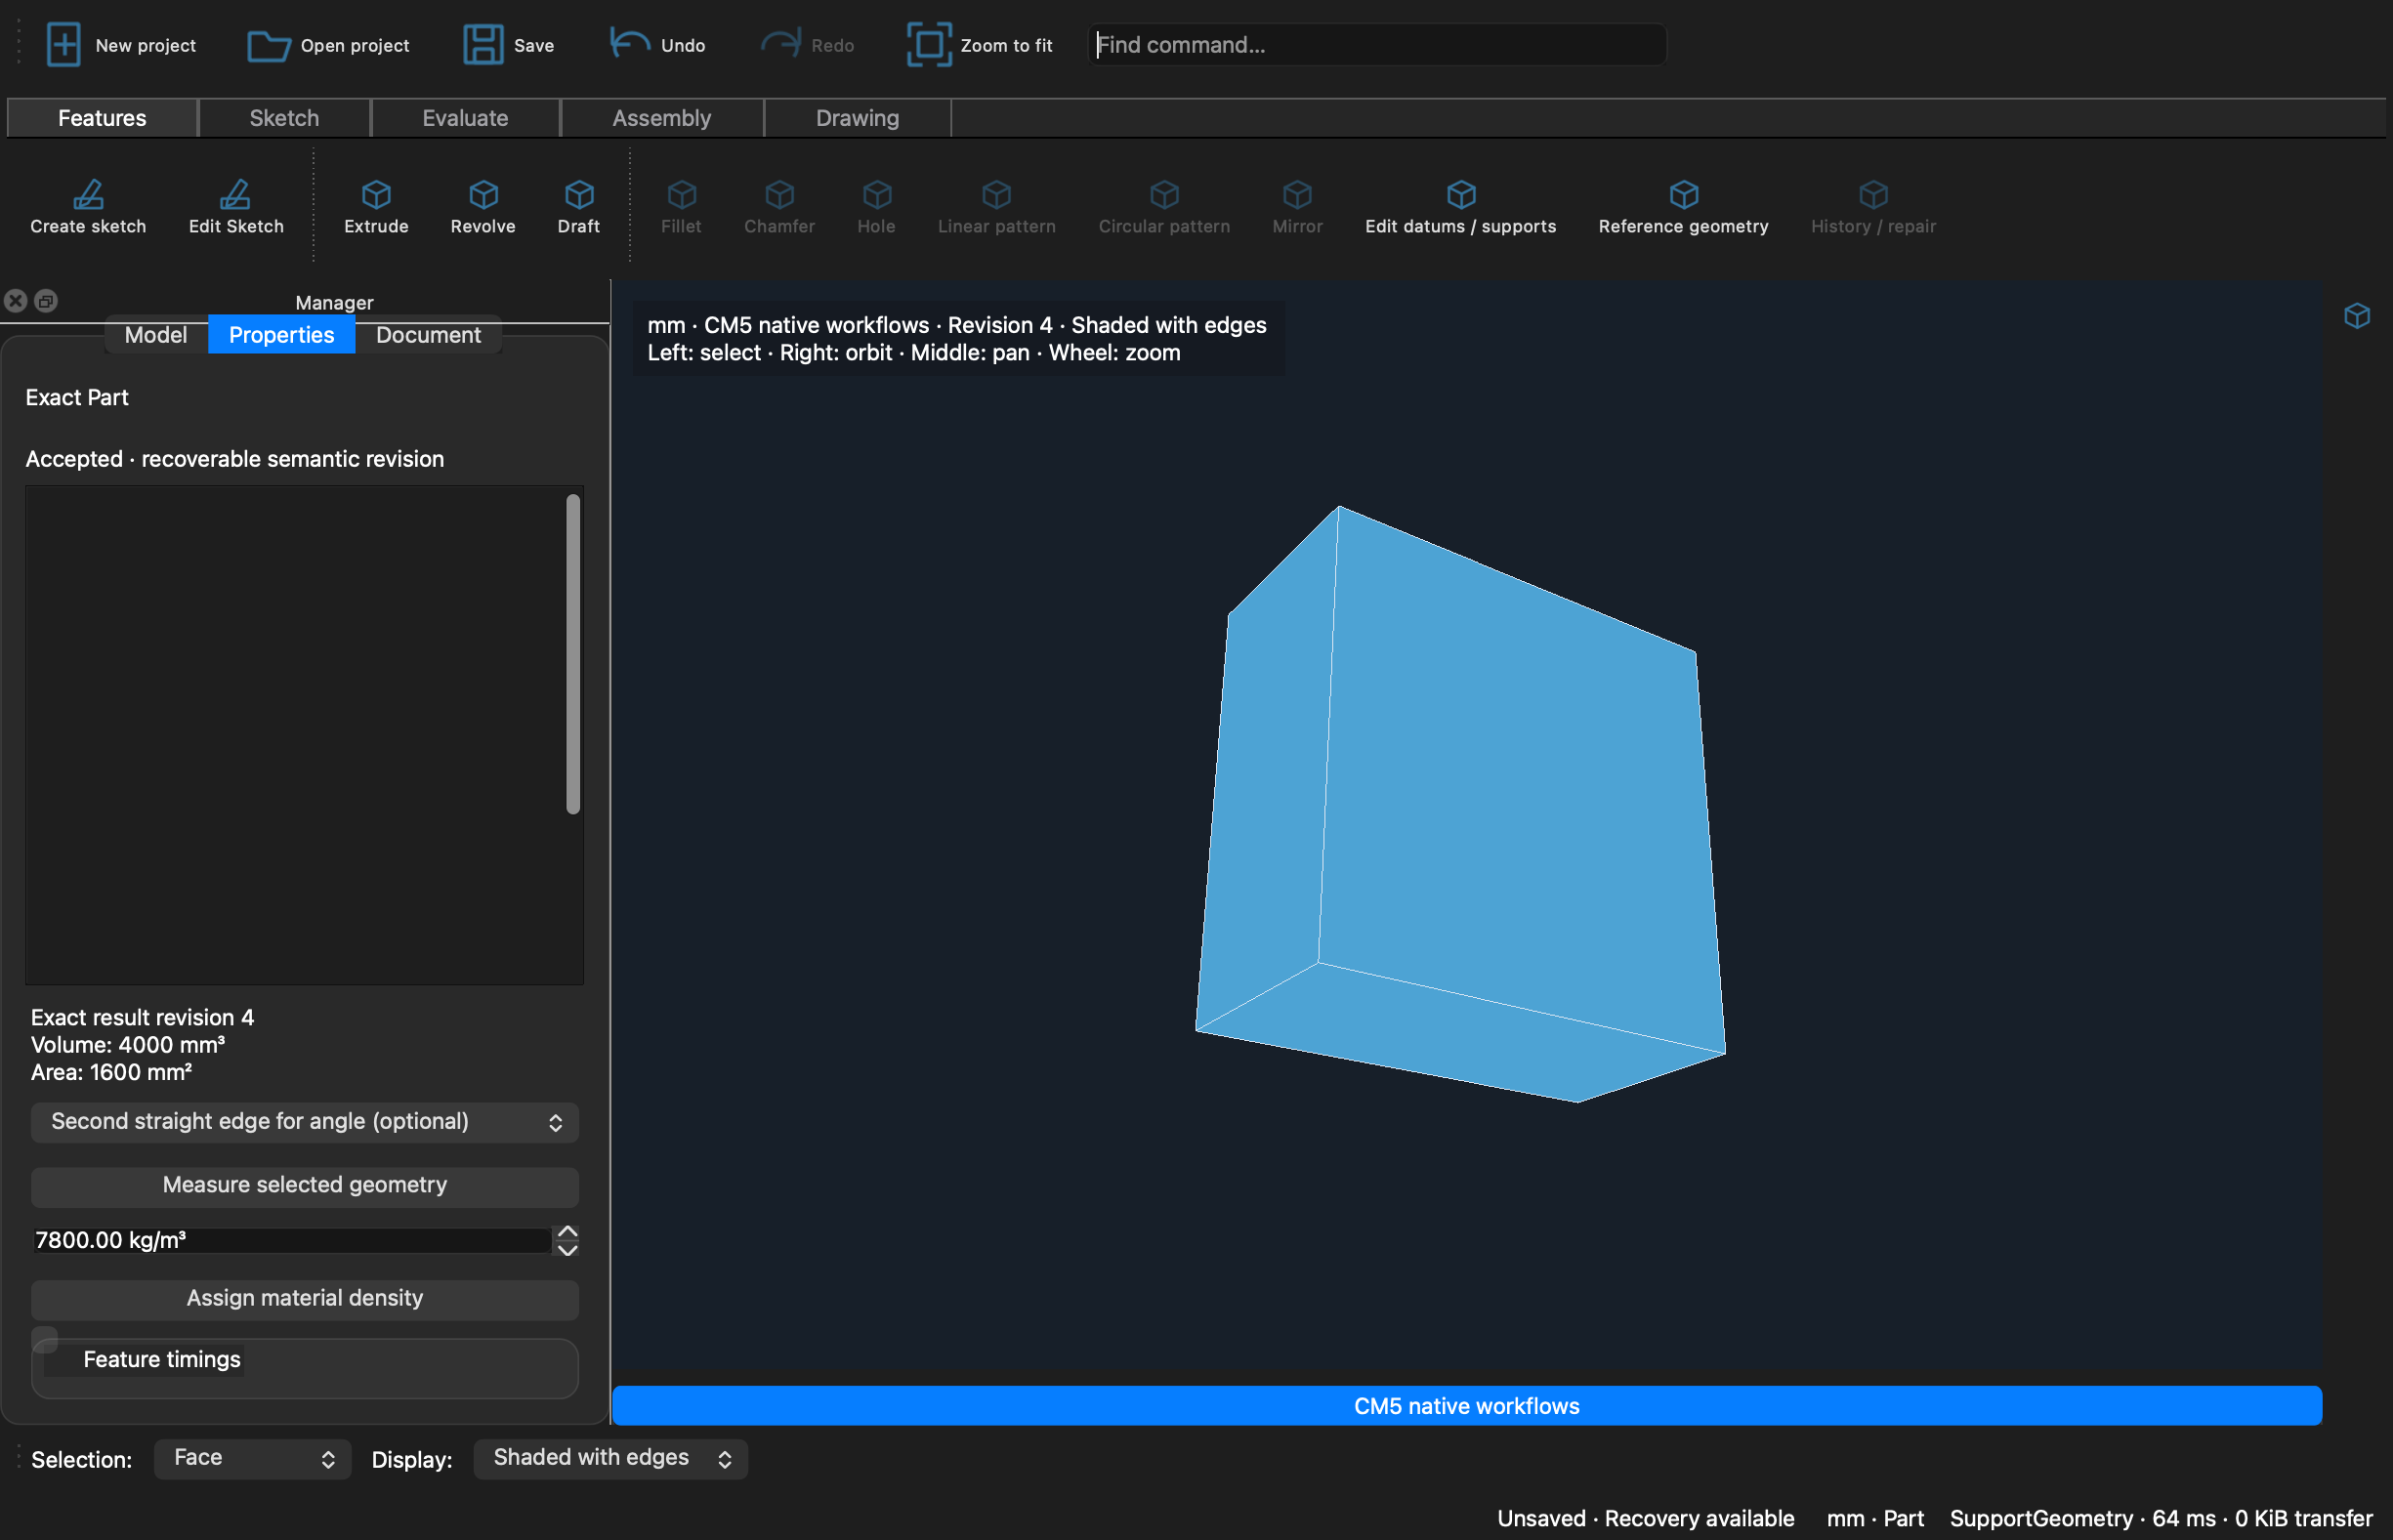 New project Open project Save Undo Redo Zoom to fit Find command...
Features Sketch Evaluate Assembly Drawing
Create sketch Edit Sketch Extrude Revolve Draft Fillet Chamfer Hole Linear pattern Circular pattern Mirror Edit datums / supports Reference geometry History / repair
Manager
Model Properties Document
Exact Part
Accepted · recoverable semantic revision
Exact result revision 4
Volume: 4000 mm³
Area: 1600 mm²
Second straight edge for angle (optional)
Measure selected geometry
7800.00 kg/m³
Assign material density
Feature timings
mm · CM5 native workflows · Revision 4 · Shaded with edges
Left: select · Right: orbit · Middle: pan · Wheel: zoom
CM5 native workflows
Selection: Face Display: Shaded with edges
Unsaved · Recovery available mm · Part SupportGeometry · 64 ms · 0 KiB transfer